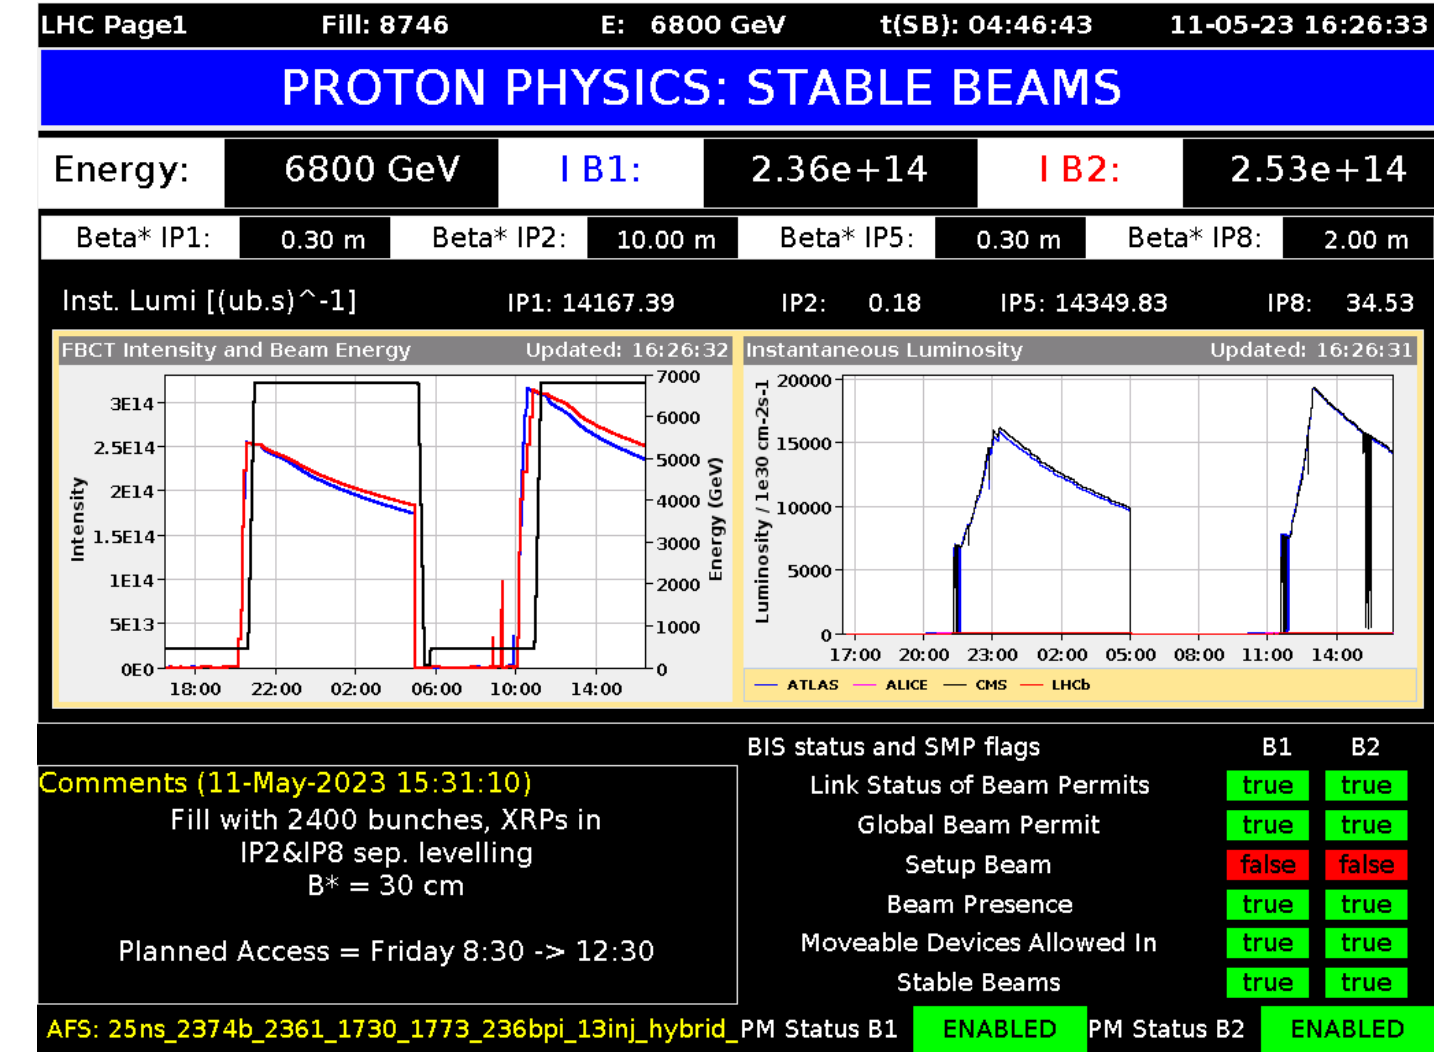 LHC Page1 Fill: 8746 E: 6800 GeV t(SB): 04:46:43 11-05-23 16:26:33
PROTON PHYSICS: STABLE BEAMS
Energy: 6800 GeV I B1: 2.36e+14 I B2: 2.53e+14
Beta* IP1: 0.30 m Beta* IP2: 10.00 m Beta* IP5: 0.30 m Beta* IP8: 2.00 m
Inst. Lumi [(ub.s)^-1] IP1: 14167.39 IP2: 0.18 IP5: 14349.83 IP8: 34.53
FBCT Intensity and Beam Energy Updated: 16:26:32
Intensity
3E14
2.5E14
2E14
1.5E14
1E14
5E13
0E0
7000
6000
5000
4000
3000
2000
1000
0
Energy (GeV)
18:00 22:00 02:00 06:00 10:00 14:00
Instantaneous Luminosity Updated: 16:26:31
Luminosity / 1e30 cm-2s-1
20000
15000
10000
5000
0
17:00 20:00 23:00 02:00 05:00 08:00 11:00 14:00
ATLAS ALICE CMS LHCb
Comments (11-May-2023 15:31:10)
Fill with 2400 bunches, XRPs in
IP2&IP8 sep. levelling
B* = 30 cm
Planned Access = Friday 8:30 -> 12:30
BIS status and SMP flags B1 B2
Link Status of Beam Permits true true
Global Beam Permit true true
Setup Beam false false
Beam Presence true true
Moveable Devices Allowed In true true
Stable Beams true true
AFS: 25ns_2374b_2361_1730_1773_236bpi_13inj_hybrid_ PM Status B1 ENABLED PM Status B2 ENABLED